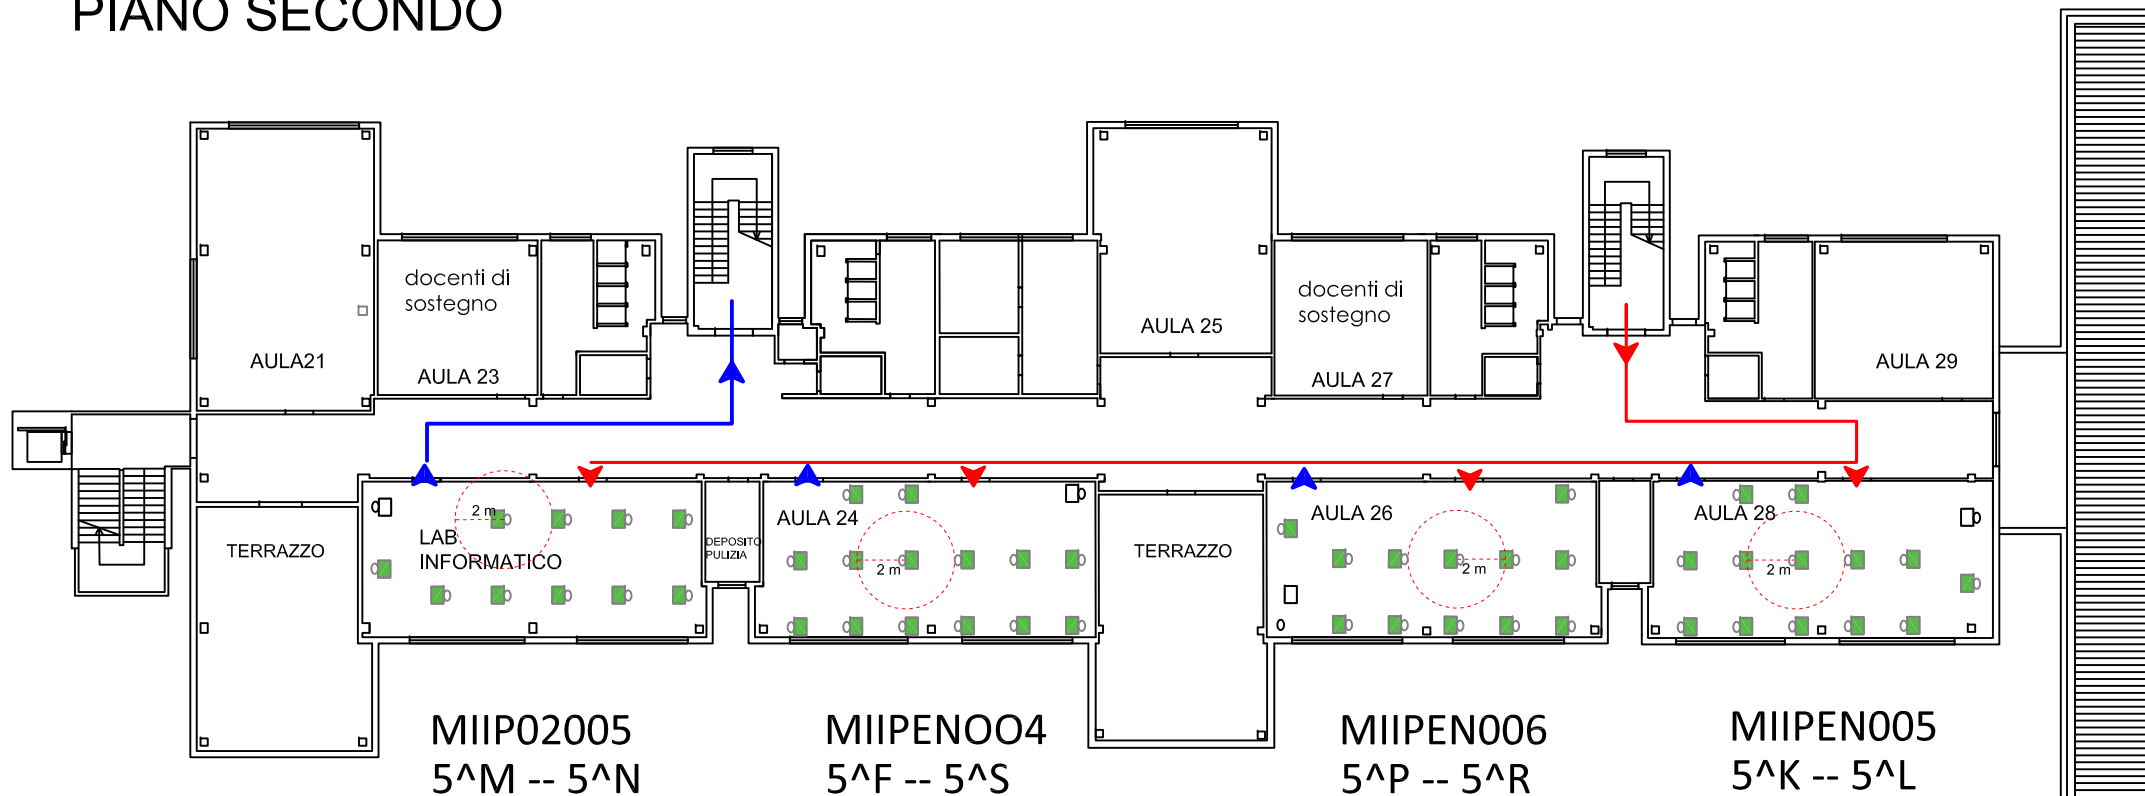 PIANO SECONDO
docenti di
sostegno
AULA21
AULA 23
AULA 25
docenti di
sostegno
AULA 27
AULA 29
TERRAZZO
2 m
LAB
INFORMATICO
DEPOSITO
PULIZIA
AULA 24
2 m
TERRAZZO
AULA 26
2 m
AULA 28
2 m
MIIP02005
5^M -- 5^N
MIIPENOO4
5^F -- 5^S
MIIPEN006
5^P -- 5^R
MIIPEN005
5^K -- 5^L